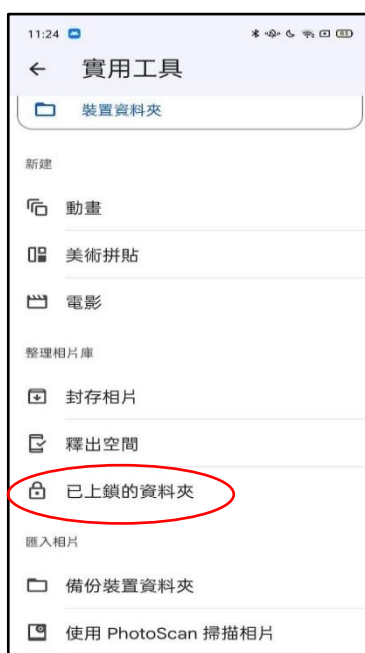 11:24
83
實用工具
裝置資料夾
新建
動畫
美術拼貼
電影
整理相片庫
封存相片
釋出空間
已上鎖的資料夾
匯入相片
備份裝置資料夾
使用 PhotoScan 掃描相片